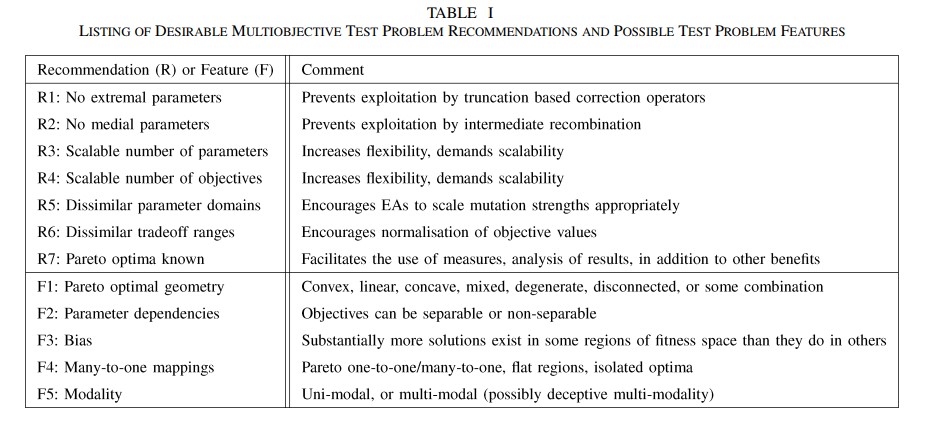 TABLE I
LISTING OF DESIRABLE MULTIOBJECTIVE TEST PROBLEM RECOMMENDATIONS AND POSSIBLE TEST PROBLEM FEATURES
Recommendation (R) or Feature (F) Comment
R1: No extremal parameters Prevents exploitation by truncation based correction operators
R2: No medial parameters Prevents exploitation by intermediate recombination
R3: Scalable number of parameters Increases flexibility, demands scalability
R4: Scalable number of objectives Increases flexibility, demands scalability
R5: Dissimilar parameter domains Encourages EAs to scale mutation strengths appropriately
R6: Dissimilar tradeoff ranges Encourages normalisation of objective values
R7: Pareto optima known Facilitates the use of measures, analysis of results, in addition to other benefits
F1: Pareto optimal geometry Convex, linear, concave, mixed, degenerate, disconnected, or some combination
F2: Parameter dependencies Objectives can be separable or non-separable
F3: Bias Substantially more solutions exist in some regions of fitness space than they do in others
F4: Many-to-one mappings Pareto one-to-one/many-to-one, flat regions, isolated optima
F5: Modality Uni-modal, or multi-modal (possibly deceptive multi-modality)